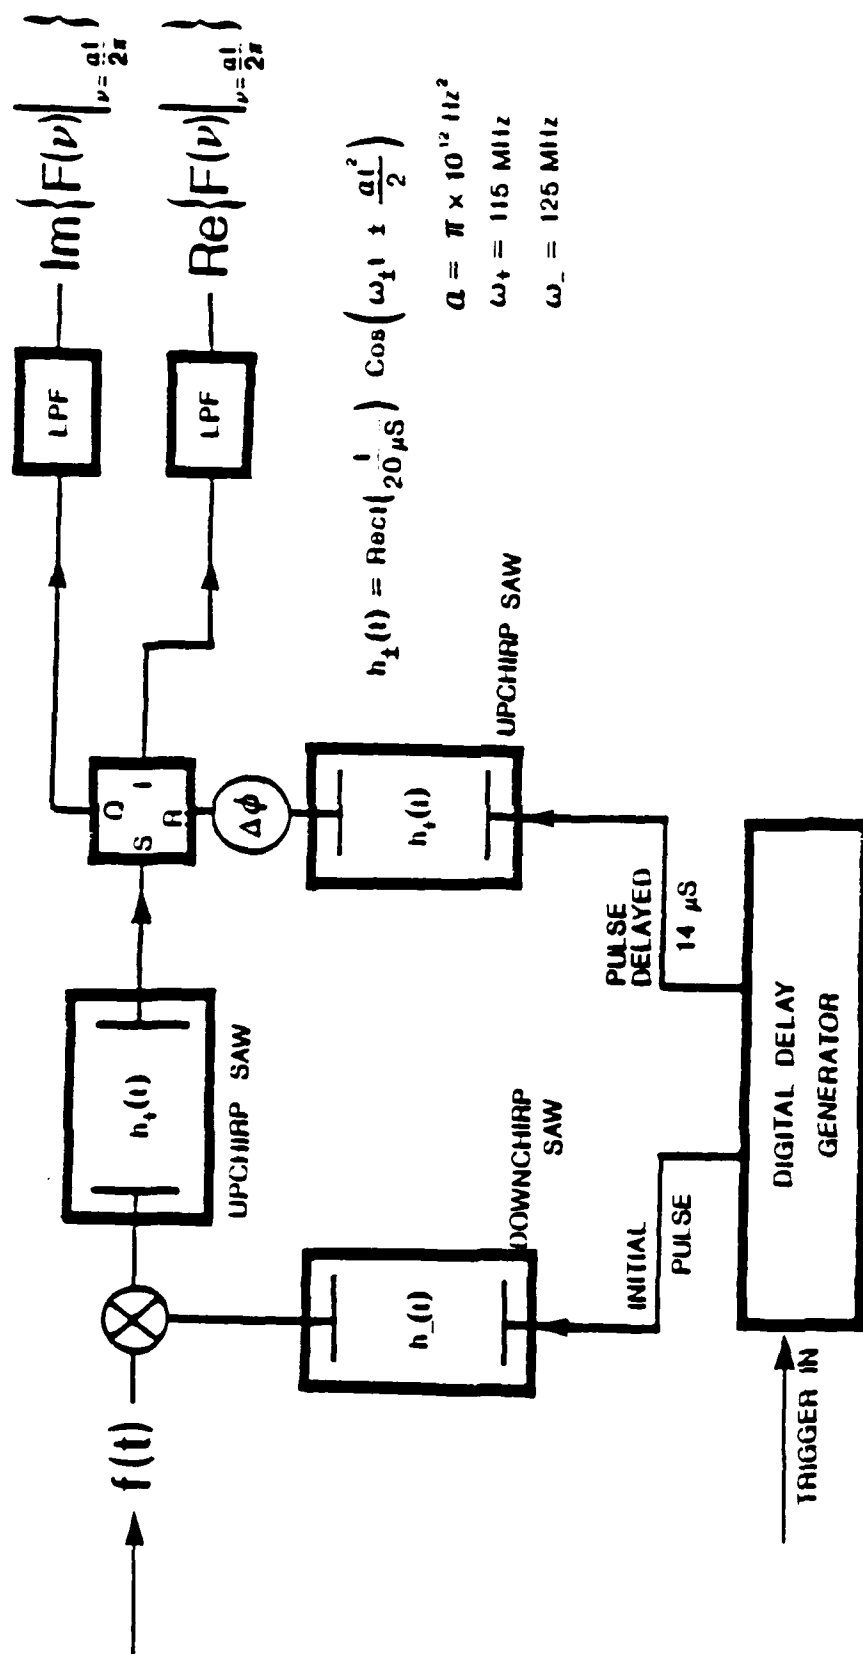 f(t)
h₊(t)
UPCHIRP SAW
S
Q
I
R
Δϕ
LPF
Im{F(ν)|ν=at/2π}
LPF
Re{F(ν)|ν=at/2π}
h₋(t)
DOWNCHIRP
SAW
h₊(t)
UPCHIRP SAW
h±(t) = Rect(t/20 μS) Cos(ω±t ± at²/2)
a = π x 10¹² Hz²
ω₊ = 115 MHz
ω₋ = 125 MHz
INITIAL
PULSE
PULSE
DELAYED
14 μS
TRIGGER IN
DIGITAL DELAY
GENERATOR